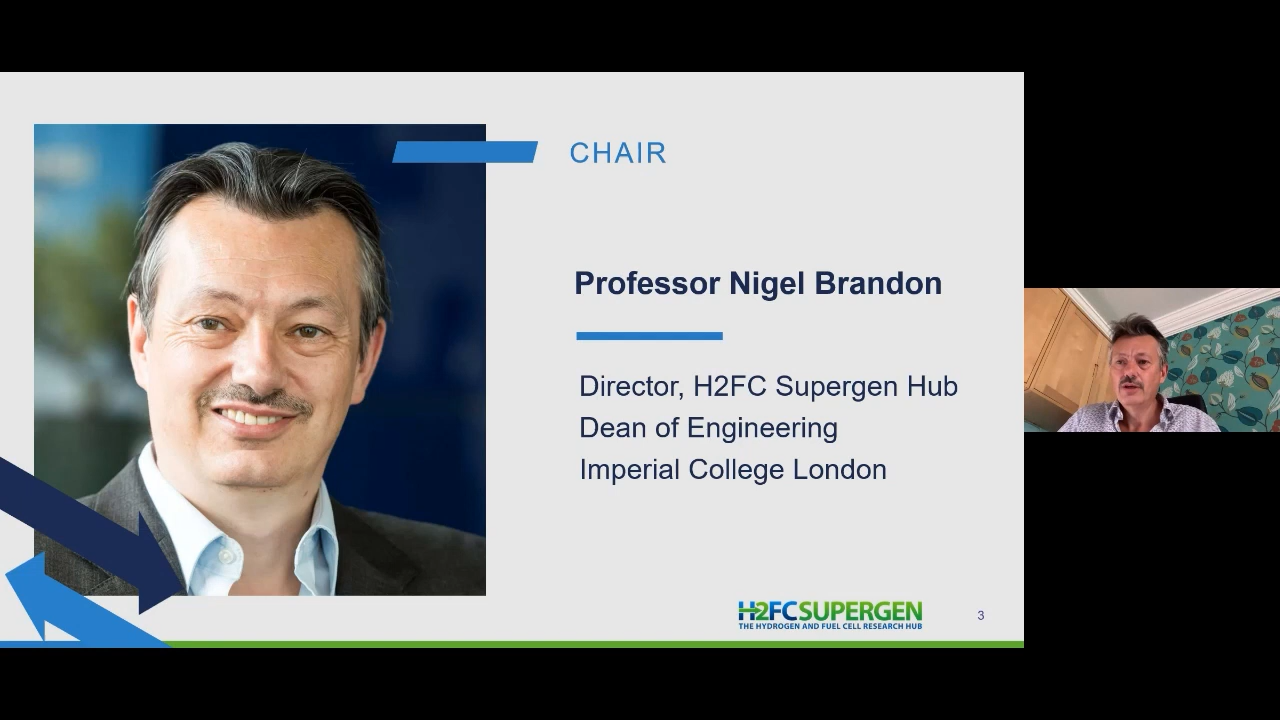 CHAIR
Professor Nigel Brandon
Director, H2FC Supergen Hub
Dean of Engineering
Imperial College London
H2FCSUPERGEN
THE HYDROGEN AND FUEL CELL RESEARCH HUB
3